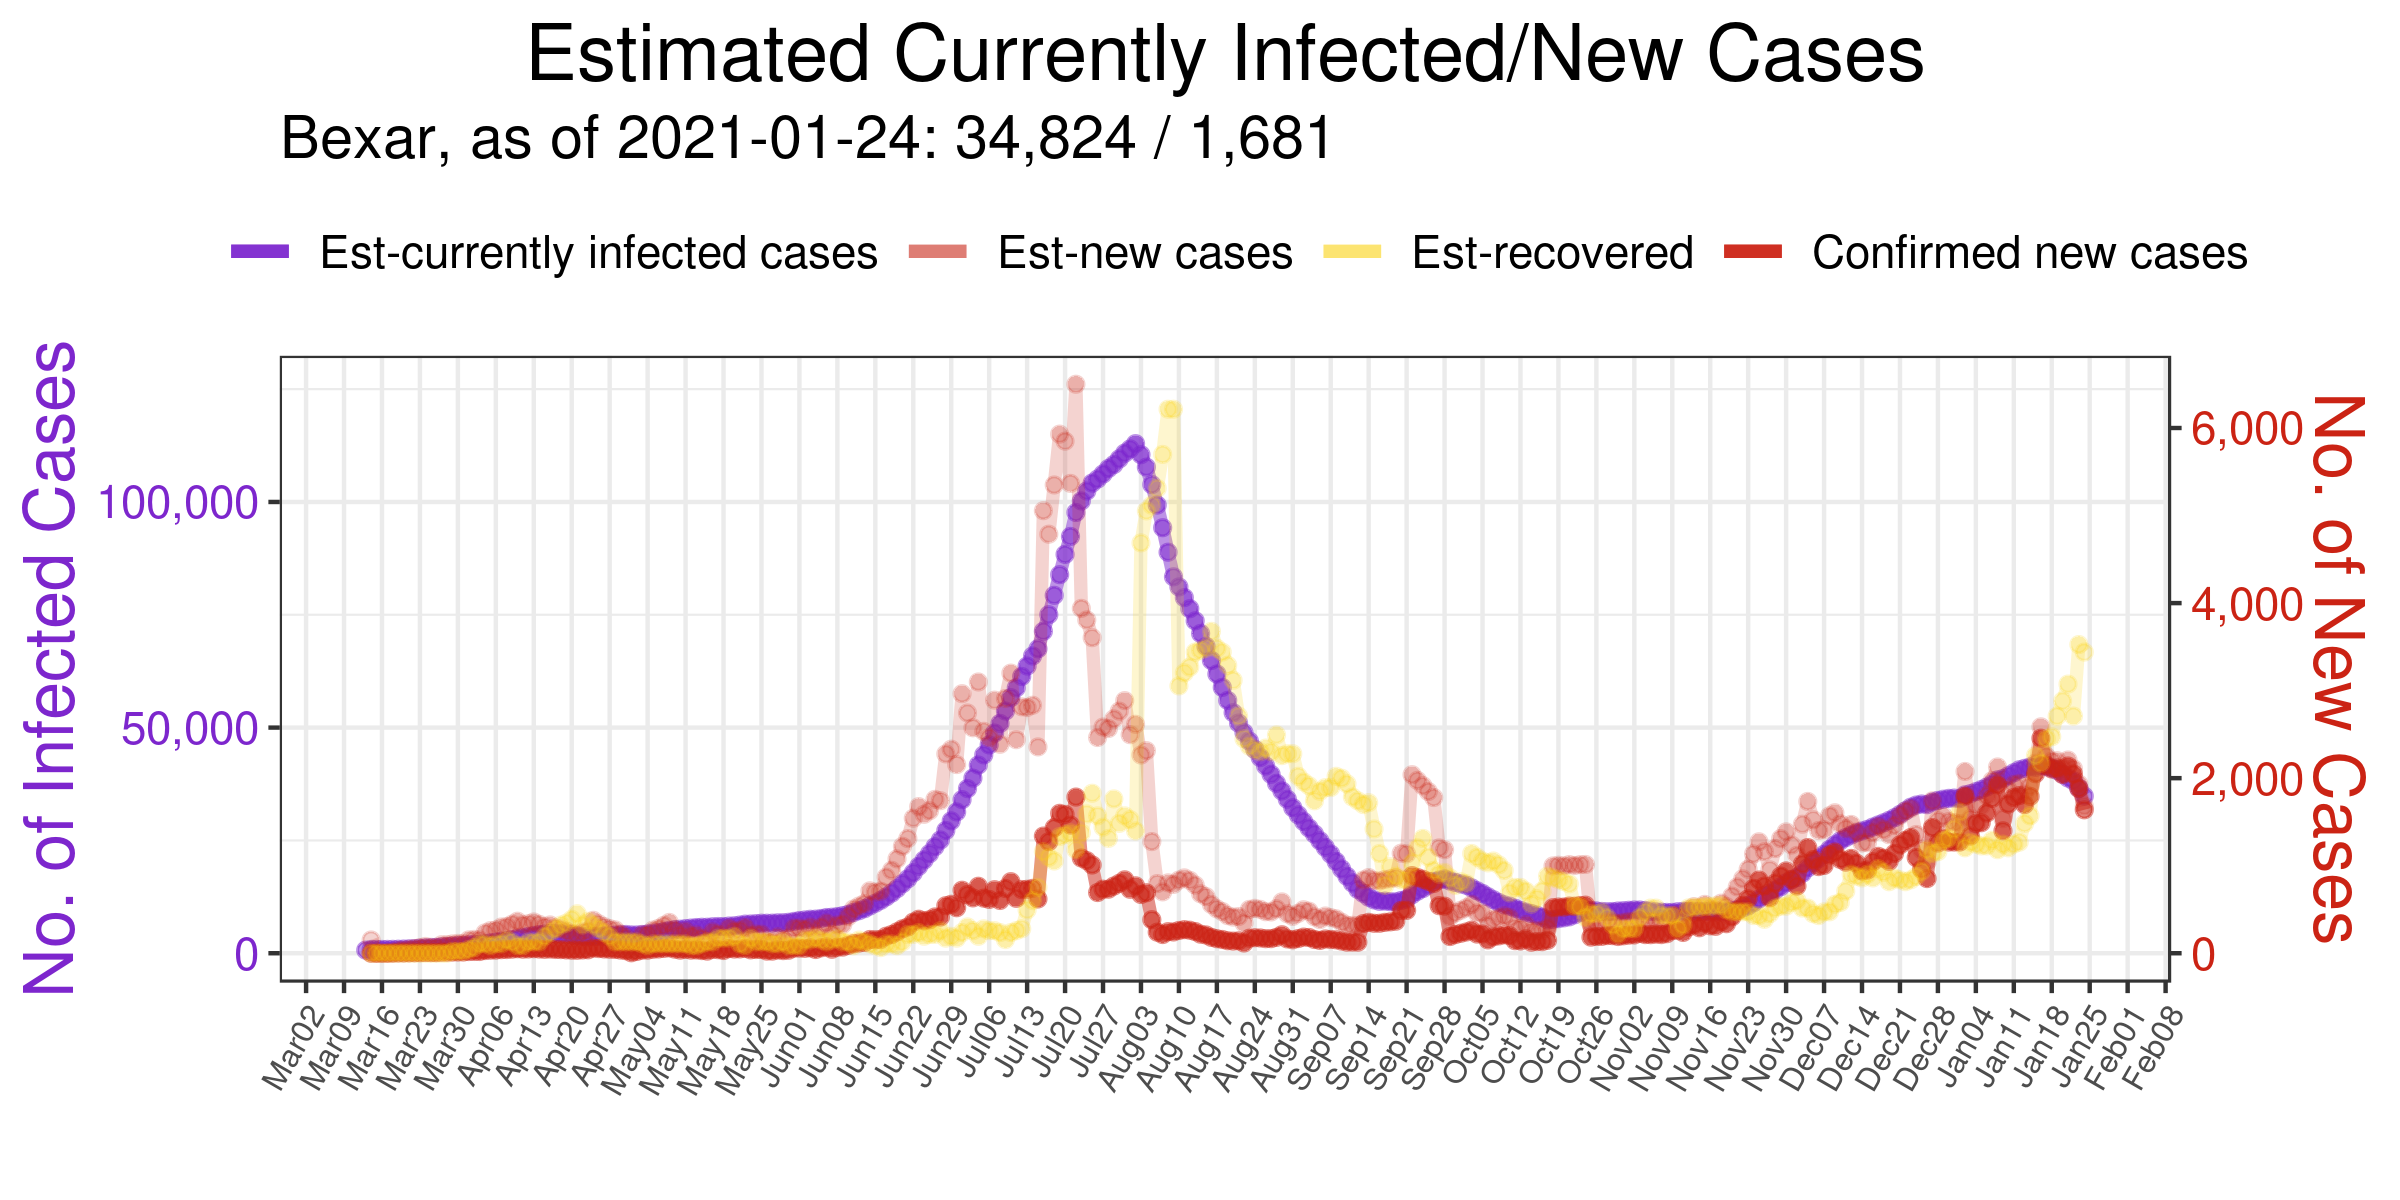 Estimated Currently Infected/New Cases
Bexar, as of 2021-01-24: 34,824 / 1,681
Est-currently infected cases Est-new cases Est-recovered Confirmed new cases
No. of Infected Cases
100,000
50,000
0
6,000
4,000
2,000
0
No. of New Cases
Mar02 Mar09 Mar16 Mar23 Mar30 Apr06 Apr13 Apr20 Apr27 May04 May11 May18 May25 Jun01 Jun08 Jun15 Jun22 Jun29 Jul06 Jul13 Jul20 Jul27 Aug03 Aug10 Aug17 Aug24 Aug31 Sep07 Sep14 Sep21 Sep28 Oct05 Oct12 Oct19 Oct26 Nov02 Nov09 Nov16 Nov23 Nov30 Dec07 Dec14 Dec21 Dec28 Jan04 Jan11 Jan18 Jan25 Feb01 Feb08